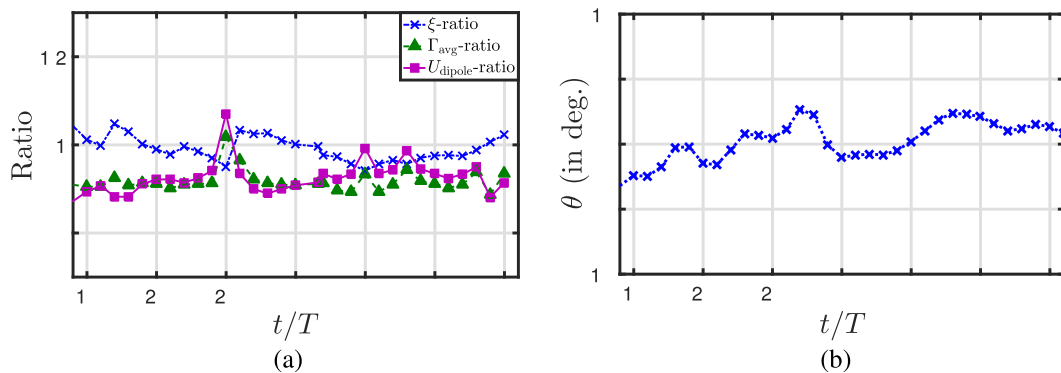 1 2
1
Ratio
ξ-ratio
Γavg-ratio
Udipole-ratio
1 2 2
t/T
(a)
1
θ (in deg.)
1
1 2 2
t/T
(b)